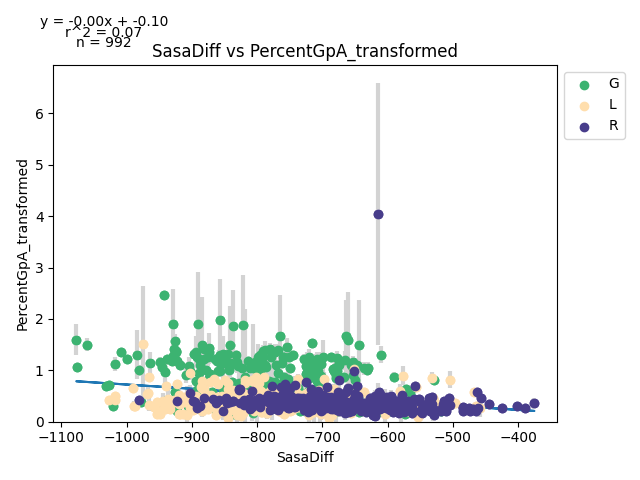 y = -0.00x + -0.10
r^2 = 0.07
n = 992
SasaDiff vs PercentGpA_transformed
G
L
R
PercentGpA_transformed
6
5
4
3
2
1
0
−1100 −1000 −900 −800 −700 −600 −500 −400
SasaDiff